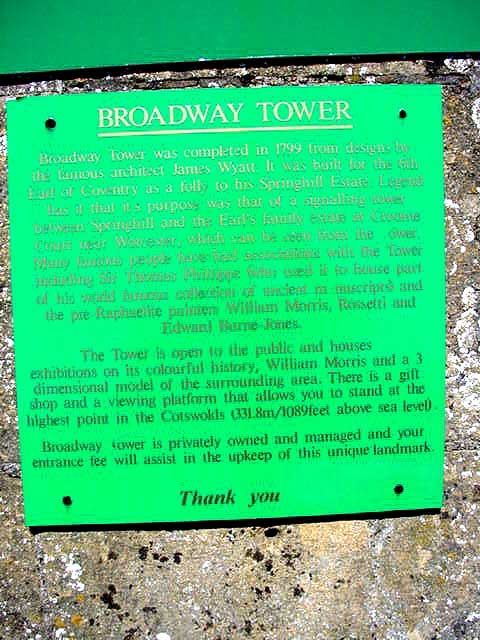 BROADWAY TOWER
Broadway Tower was completed in 1799 from designs by
the famous architect James Wyatt. It was built for the 6th
Earl of Coventry as a folly to his Springhill Estate. Legend
has it that it's purpose was that of a signalling tower
between Springhill and the Earl's family estate at Croome
Court near Worcester, which can be seen from the ower.
Many famous people have had associations with the Tower
including Sir Thomas Phillipps who used it to house part
of his world famous collection of ancient m nuscripts and
the pre-Raphaelite painters William Morris, Rossetti and
Edward Burne-Jones.
The Tower is open to the public and houses
exhibitions on its colourful history, William Morris and a 3
dimensional model of the surrounding area. There is a gift
shop and a viewing platform that allows you to stand at the
highest point in the Cotswolds (331.8m/1089feet above sea level).
Broadway tower is privately owned and managed and your
entrance fee will assist in the upkeep of this unique landmark.
Thank you